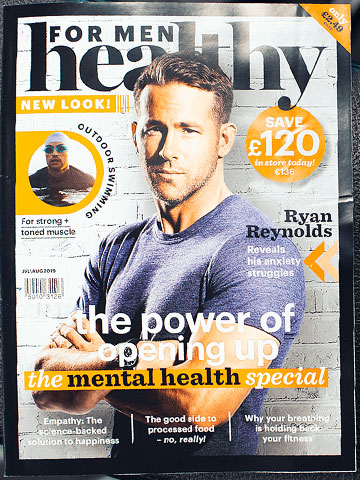 only
£2.49
FOR MEN
healthy
NEW LOOK!
OUTDOOR SWIMMING
For strong +
toned muscle
SAVE
£120
in store today!
€136
Ryan
Reynolds
Reveals
his anxiety
struggles
JUL/AUG 2019
the power of
opening up
the mental health special
Empathy: The
science-backed
solution to happiness
The good side to
processed food
– no, really!
Why your breathing
is holding back
your fitness